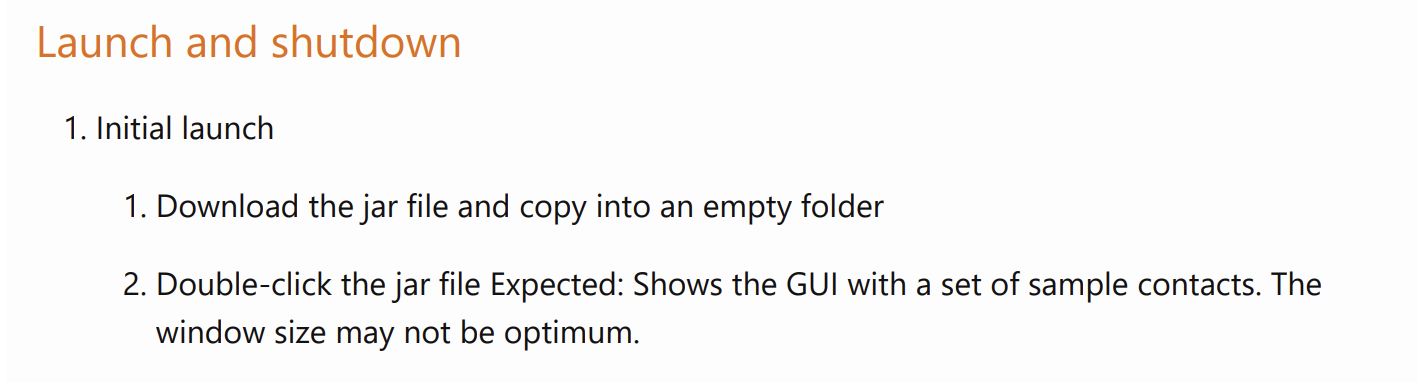 Launch and shutdown
1. Initial launch
1. Download the jar file and copy into an empty folder
2. Double-click the jar file Expected: Shows the GUI with a set of sample contacts. The
window size may not be optimum.